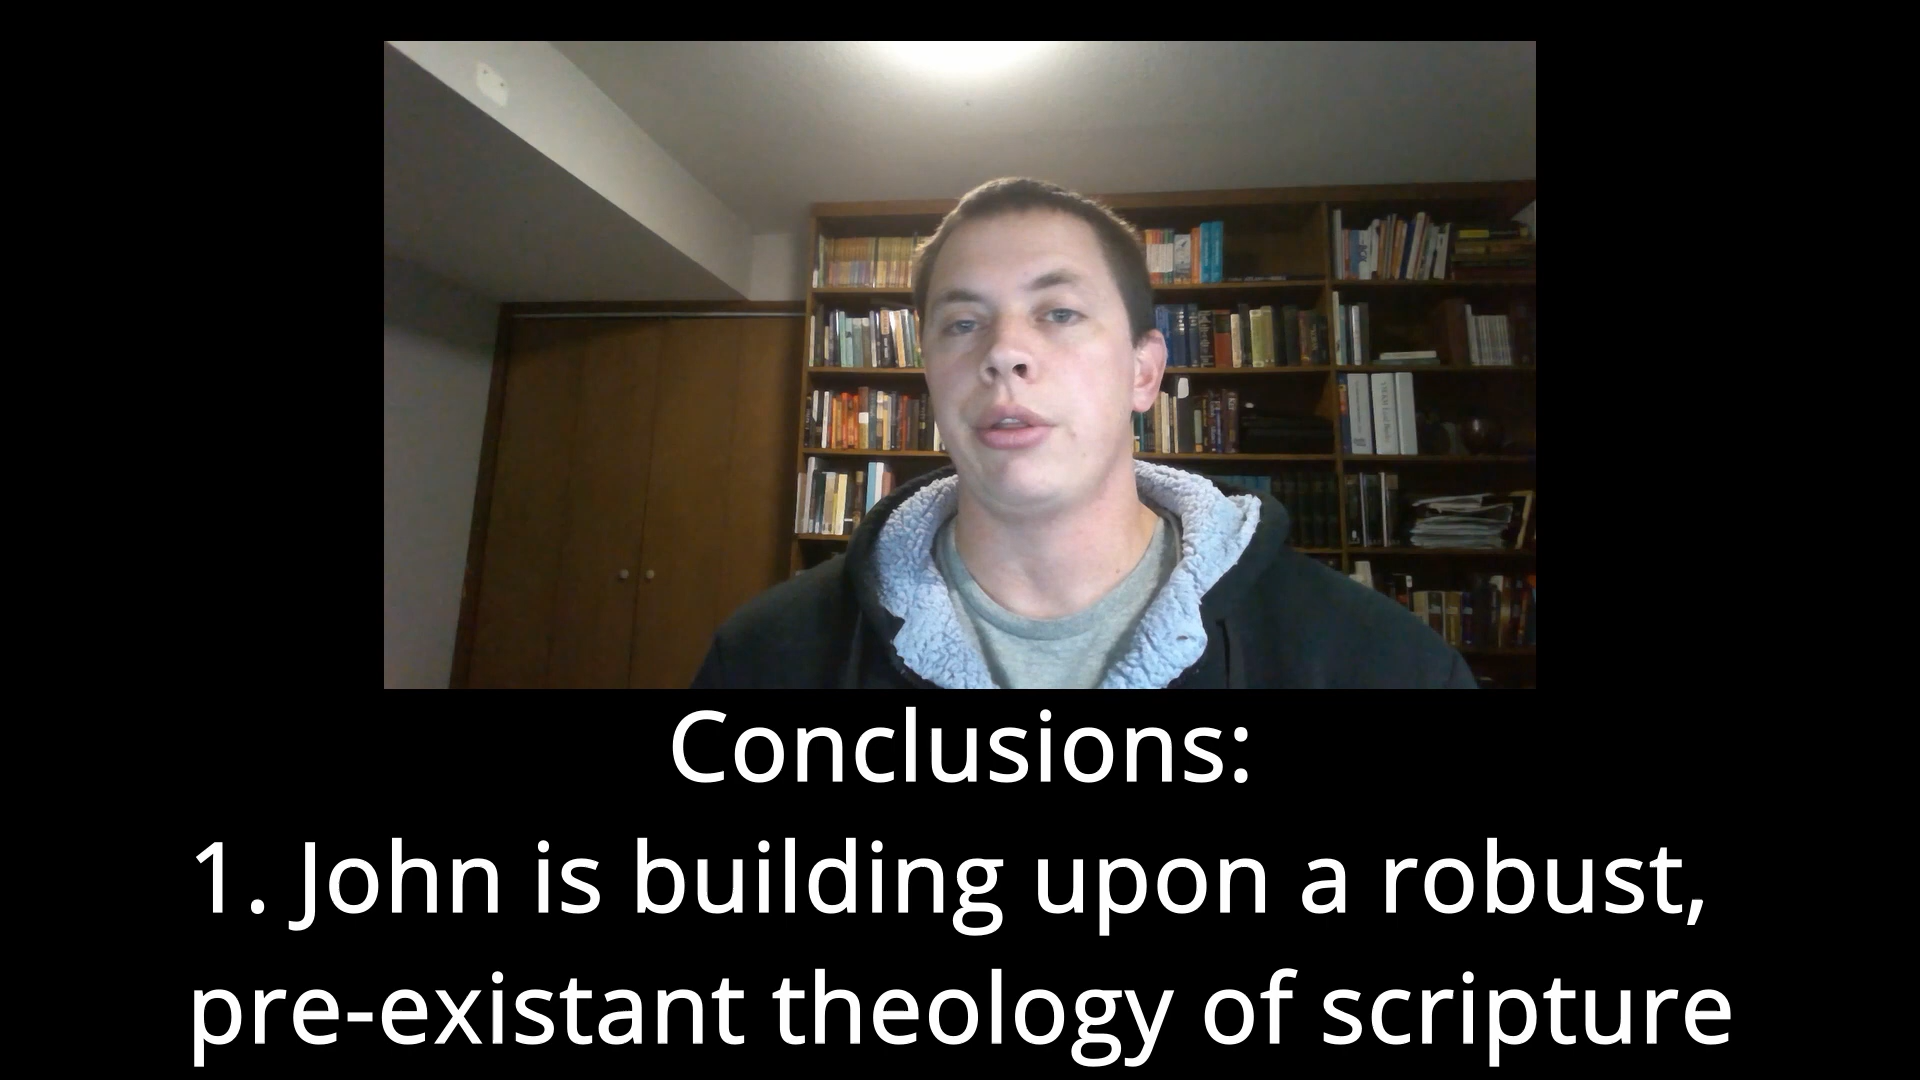 Conclusions:
1. John is building upon a robust,
pre-existant theology of scripture